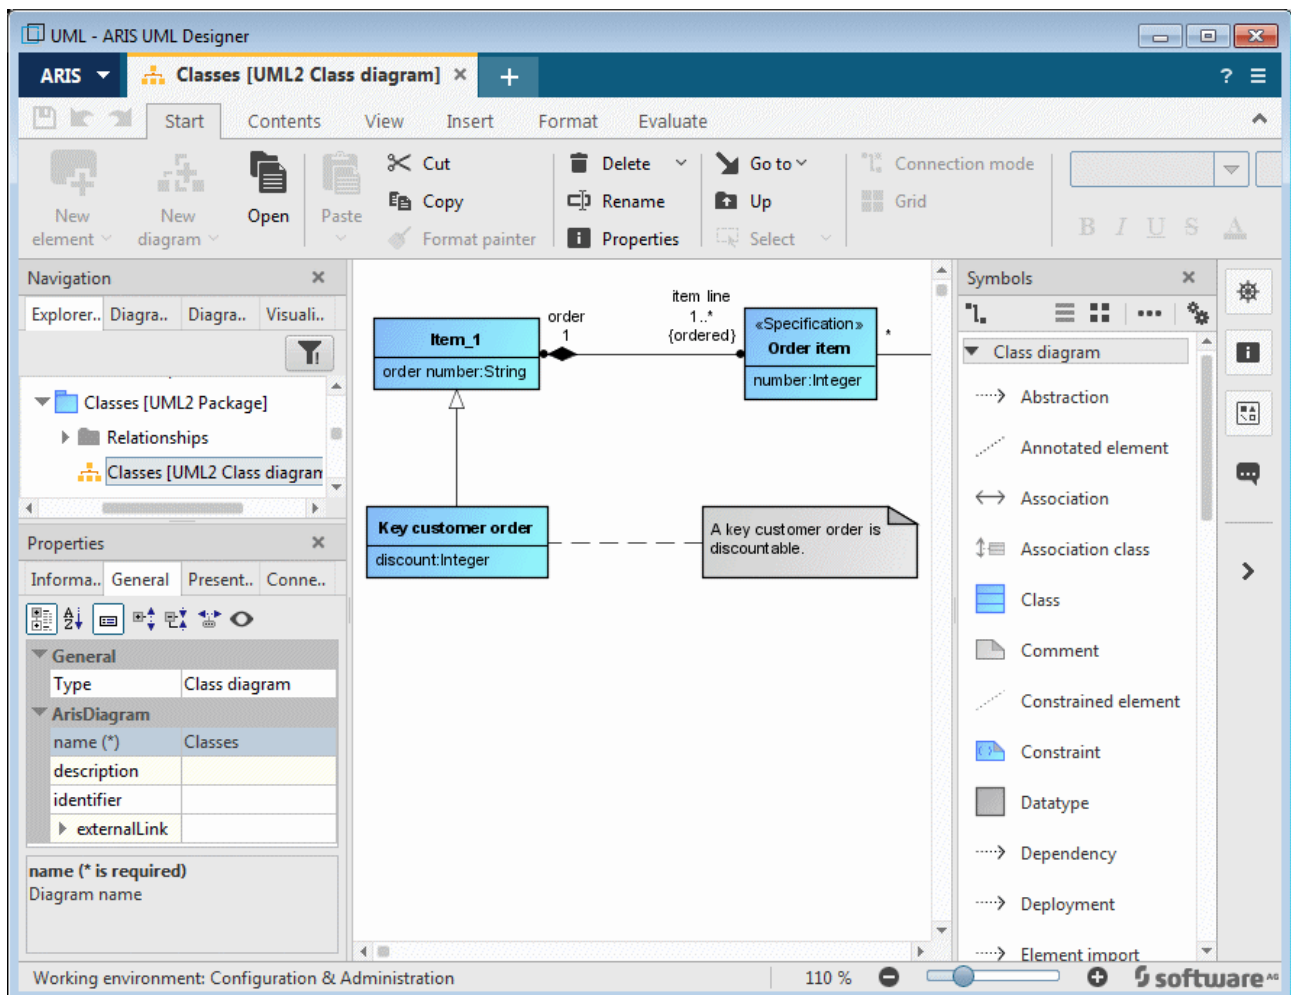 UML - ARIS UML Designer
ARIS
Classes [UML2 Class diagram]
?
Start Contents View Insert Format Evaluate
New element
New diagram
Open
Paste
Cut
Copy
Format painter
Delete
Rename
Properties
Go to
Up
Select
Connection mode
Grid
B I U S A
Navigation
Explorer.. Diagra.. Diagra.. Visuali..
Classes [UML2 Package]
Relationships
Classes [UML2 Class diagram
Properties
Informa.. General Present.. Conne..
General
Type Class diagram
ArisDiagram
name (*) Classes
description
identifier
externalLink
name (* is required)
Diagram name
Item_1
order number:String
order
1
item line
1..*
{ordered}
«Specification»
Order item
number:Integer
*
Key customer order
discount:Integer
A key customer order is
discountable.
Symbols
Class diagram
Abstraction
Annotated element
Association
Association class
Class
Comment
Constrained element
Constraint
Datatype
Dependency
Deployment
Element import
Working environment: Configuration & Administration
110 %
software AG